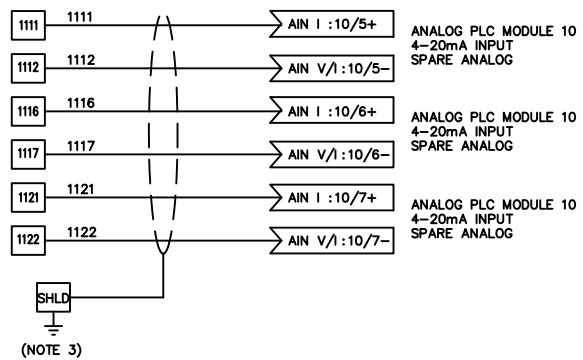 1111 1111 AIN I :10/5+
1112 1112 AIN V/I:10/5-
ANALOG PLC MODULE 10
4-20mA INPUT
SPARE ANALOG
1116 1116 AIN I :10/6+
1117 1117 AIN V/I:10/6-
ANALOG PLC MODULE 10
4-20mA INPUT
SPARE ANALOG
1121 1121 AIN I :10/7+
1122 1122 AIN V/I:10/7-
ANALOG PLC MODULE 10
4-20mA INPUT
SPARE ANALOG
SHLD
(NOTE 3)